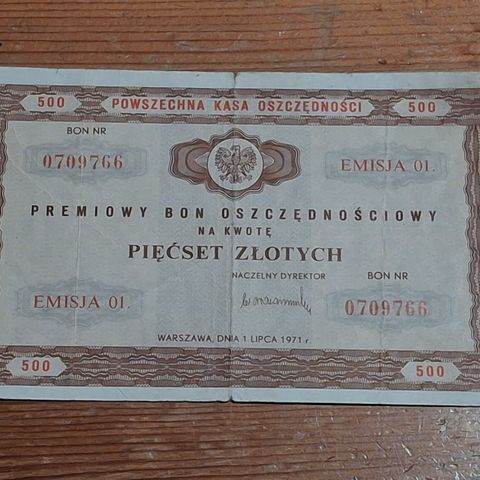 500 POWSZECHNA KASA OSZCZĘDNOŚCI 500
BON NR
0709766 EMISJA 01.
PREMIOWY BON OSZCZĘDNOŚCIOWY
NA KWOTĘ
PIĘĆSET ZŁOTYCH
NACZELNY DYREKTOR BON NR
EMISJA 01. 0709766
WARSZAWA, DNIA 1 LIPCA 1971 r.
500 500